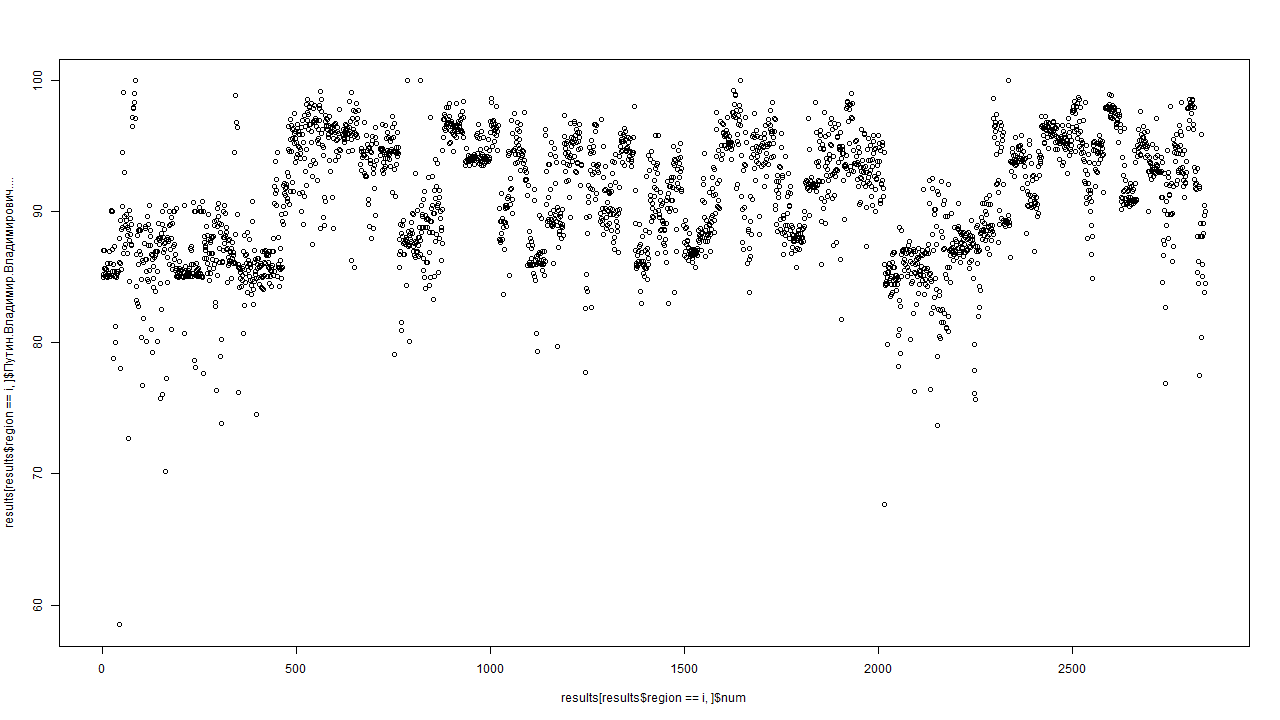 results[results$region == i, ]$Путин.Владимир.Владимирович...
100
90
80
70
60
0 500 1000 1500 2000 2500
results[results$region == i, ]$num